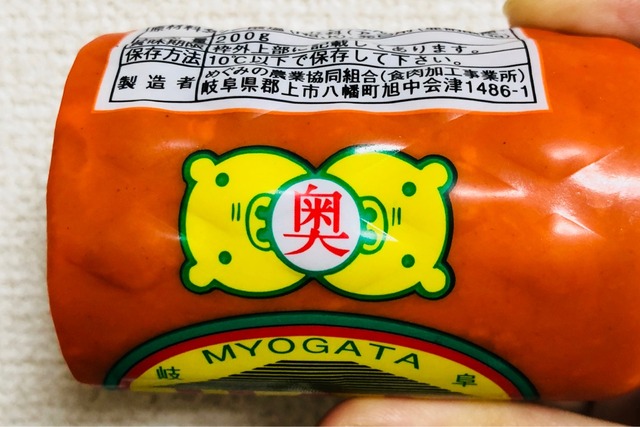 200g
枠外上部に記載してあります。
保存方法 10℃以下で保存して下さい。
製造者 めぐみの農業協同組合(食肉加工事業所)
岐阜県郡上市八幡町旭中会津1486-1
奥
MYOGATA
岐 阜